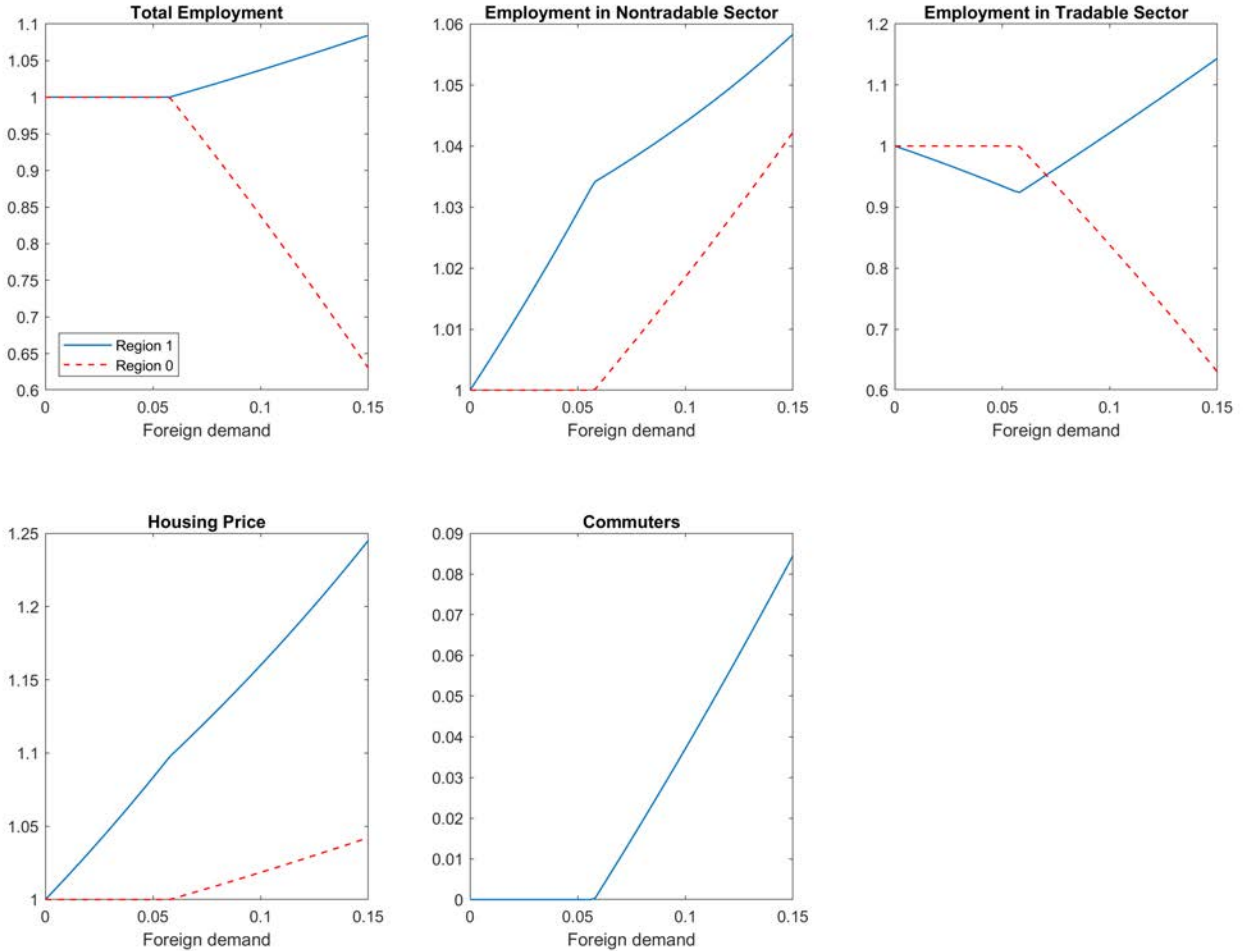 Total Employment
1.1
1.05
1
0.95
0.9
0.85
0.8
0.75
0.7
0.65
0.6
Region 1
Region 0
0 0.05 0.1 0.15
Foreign demand
Employment in Nontradable Sector
1.06
1.05
1.04
1.03
1.02
1.01
1
0 0.05 0.1 0.15
Foreign demand
Employment in Tradable Sector
1.2
1.1
1
0.9
0.8
0.7
0.6
0 0.05 0.1 0.15
Foreign demand
Housing Price
1.25
1.2
1.15
1.1
1.05
1
0 0.05 0.1 0.15
Foreign demand
Commuters
0.09
0.08
0.07
0.06
0.05
0.04
0.03
0.02
0.01
0
0 0.05 0.1 0.15
Foreign demand